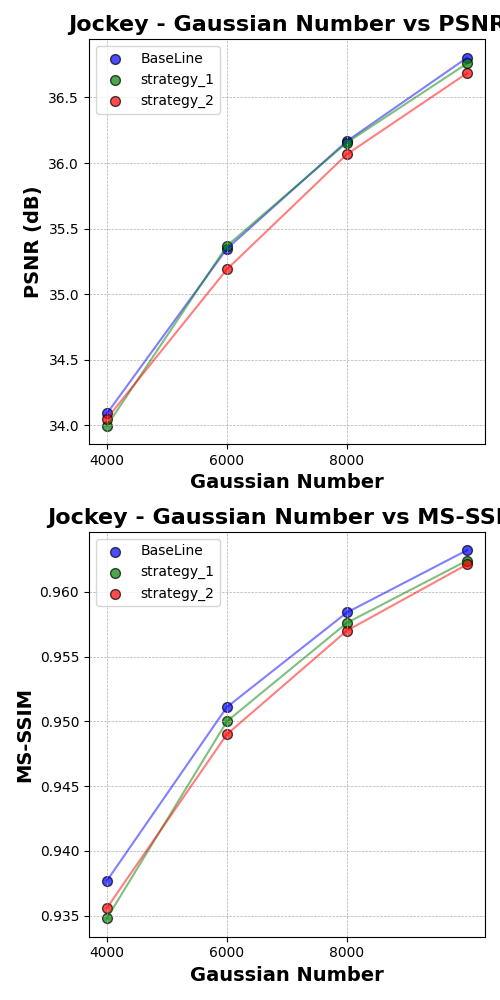 Jockey - Gaussian Number vs PSNR
BaseLine
strategy_1
strategy_2
36.5
36.0
35.5
35.0
34.5
34.0
PSNR (dB)
4000 6000 8000
Gaussian Number
Jockey - Gaussian Number vs MS-SSI
BaseLine
strategy_1
strategy_2
0.960
0.955
0.950
0.945
0.940
0.935
MS-SSIM
4000 6000 8000
Gaussian Number